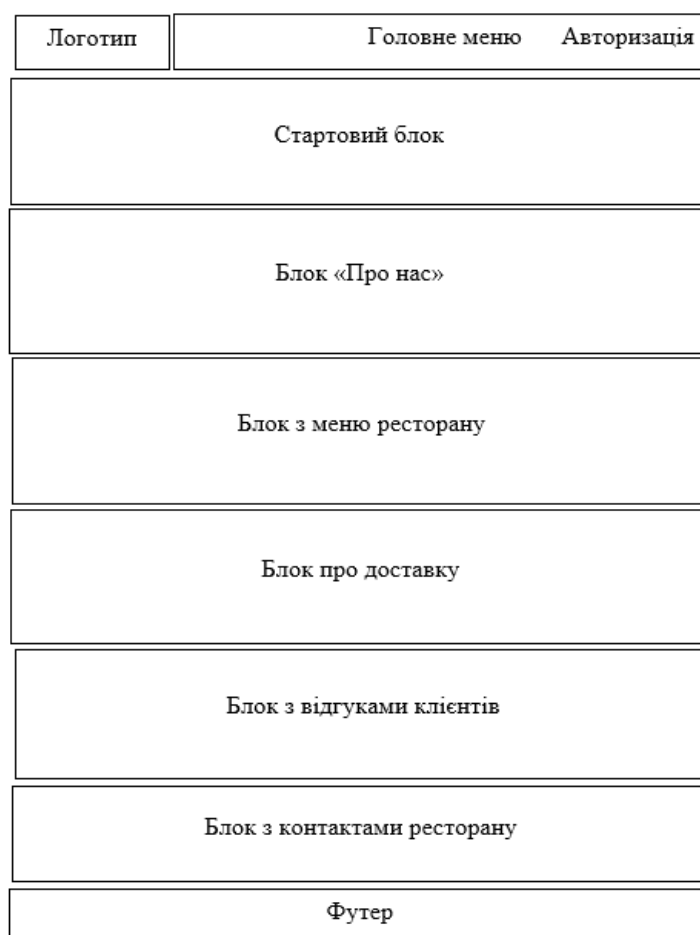 Логотип
Головне меню Авторизація
Стартовий блок
Блок «Про нас»
Блок з меню ресторану
Блок про доставку
Блок з відгуками клієнтів
Блок з контактами ресторану
Футер